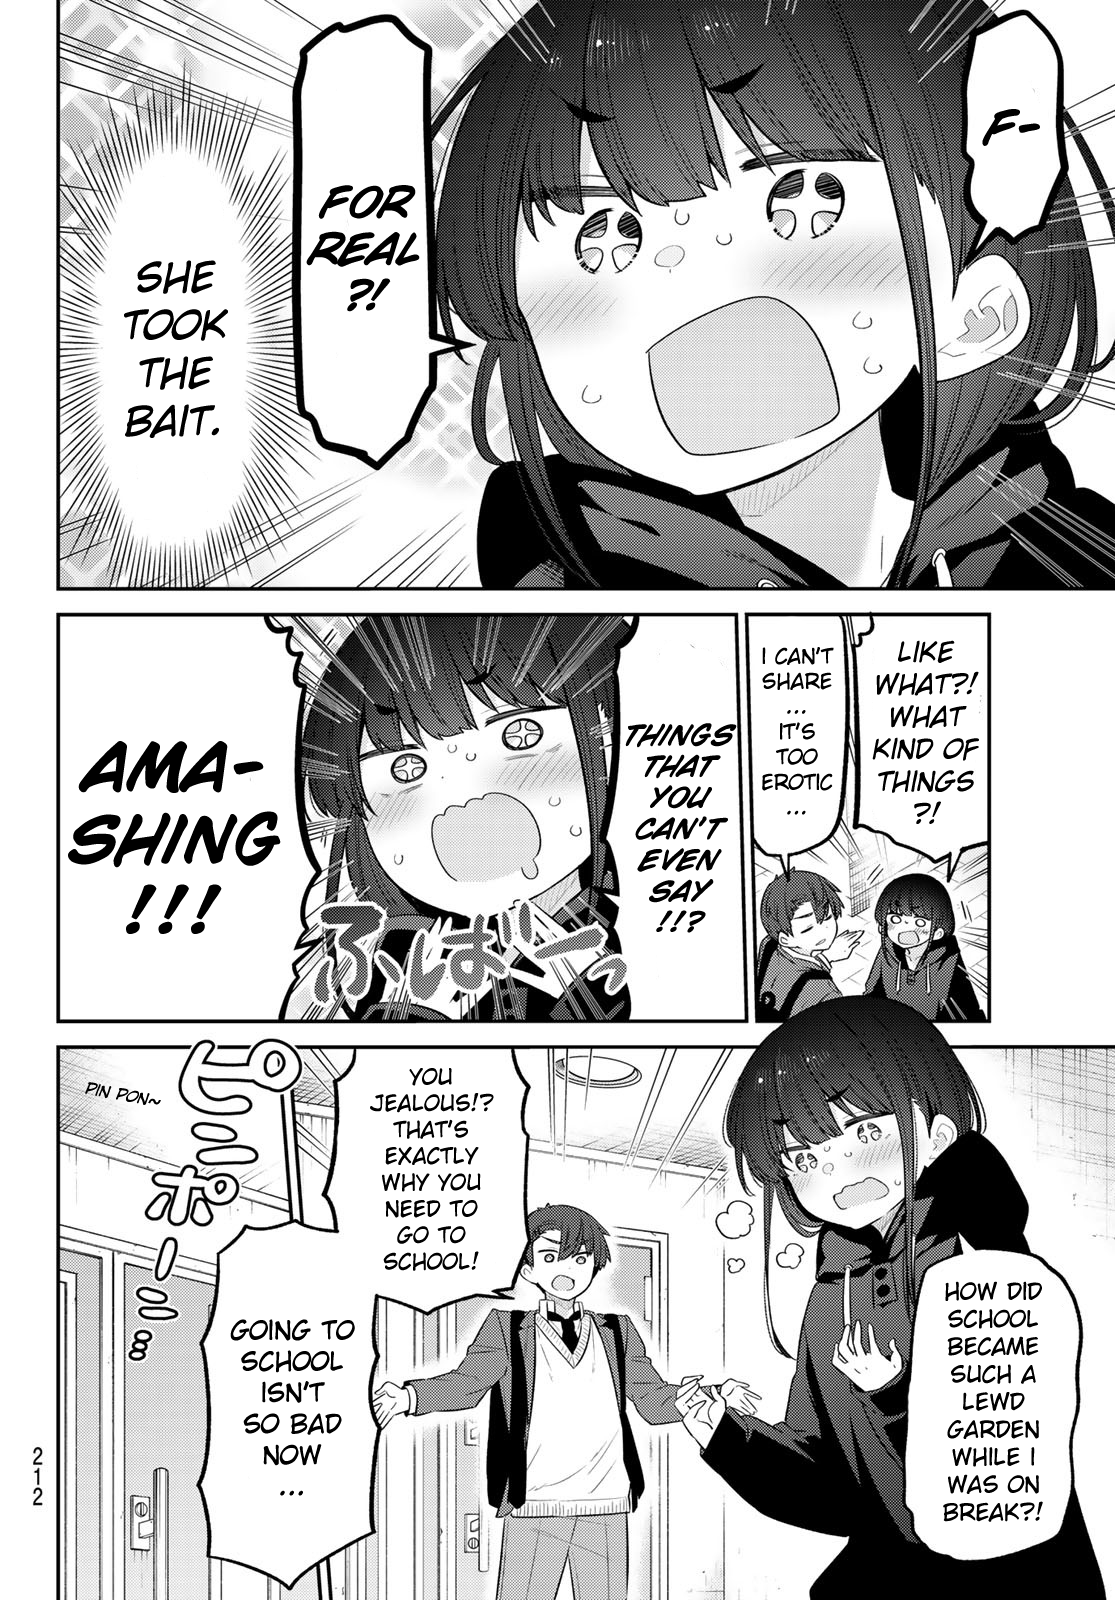 F-
FOR
REAL
?!
SHE
TOOK
THE
BAIT.
LIKE
WHAT?!
WHAT
KIND OF
THINGS
?!
I CAN'T
SHARE
...
IT'S
TOO
EROTIC
...
THINGS
THAT
YOU
CAN'T
EVEN
SAY
!!?
AMA-
SHING
!!!
ふしゅばぶーっ
HOW DID
SCHOOL
BECAME
SUCH A
LEWD
GARDEN
WHILE I
WAS ON
BREAK?!
YOU
JEALOUS!?
THAT'S
EXACTLY
WHY YOU
NEED TO
GO TO
SCHOOL!
GOING TO
SCHOOL
ISN'T
SO BAD
NOW
...
PIN PON~
ピンポーン…
212